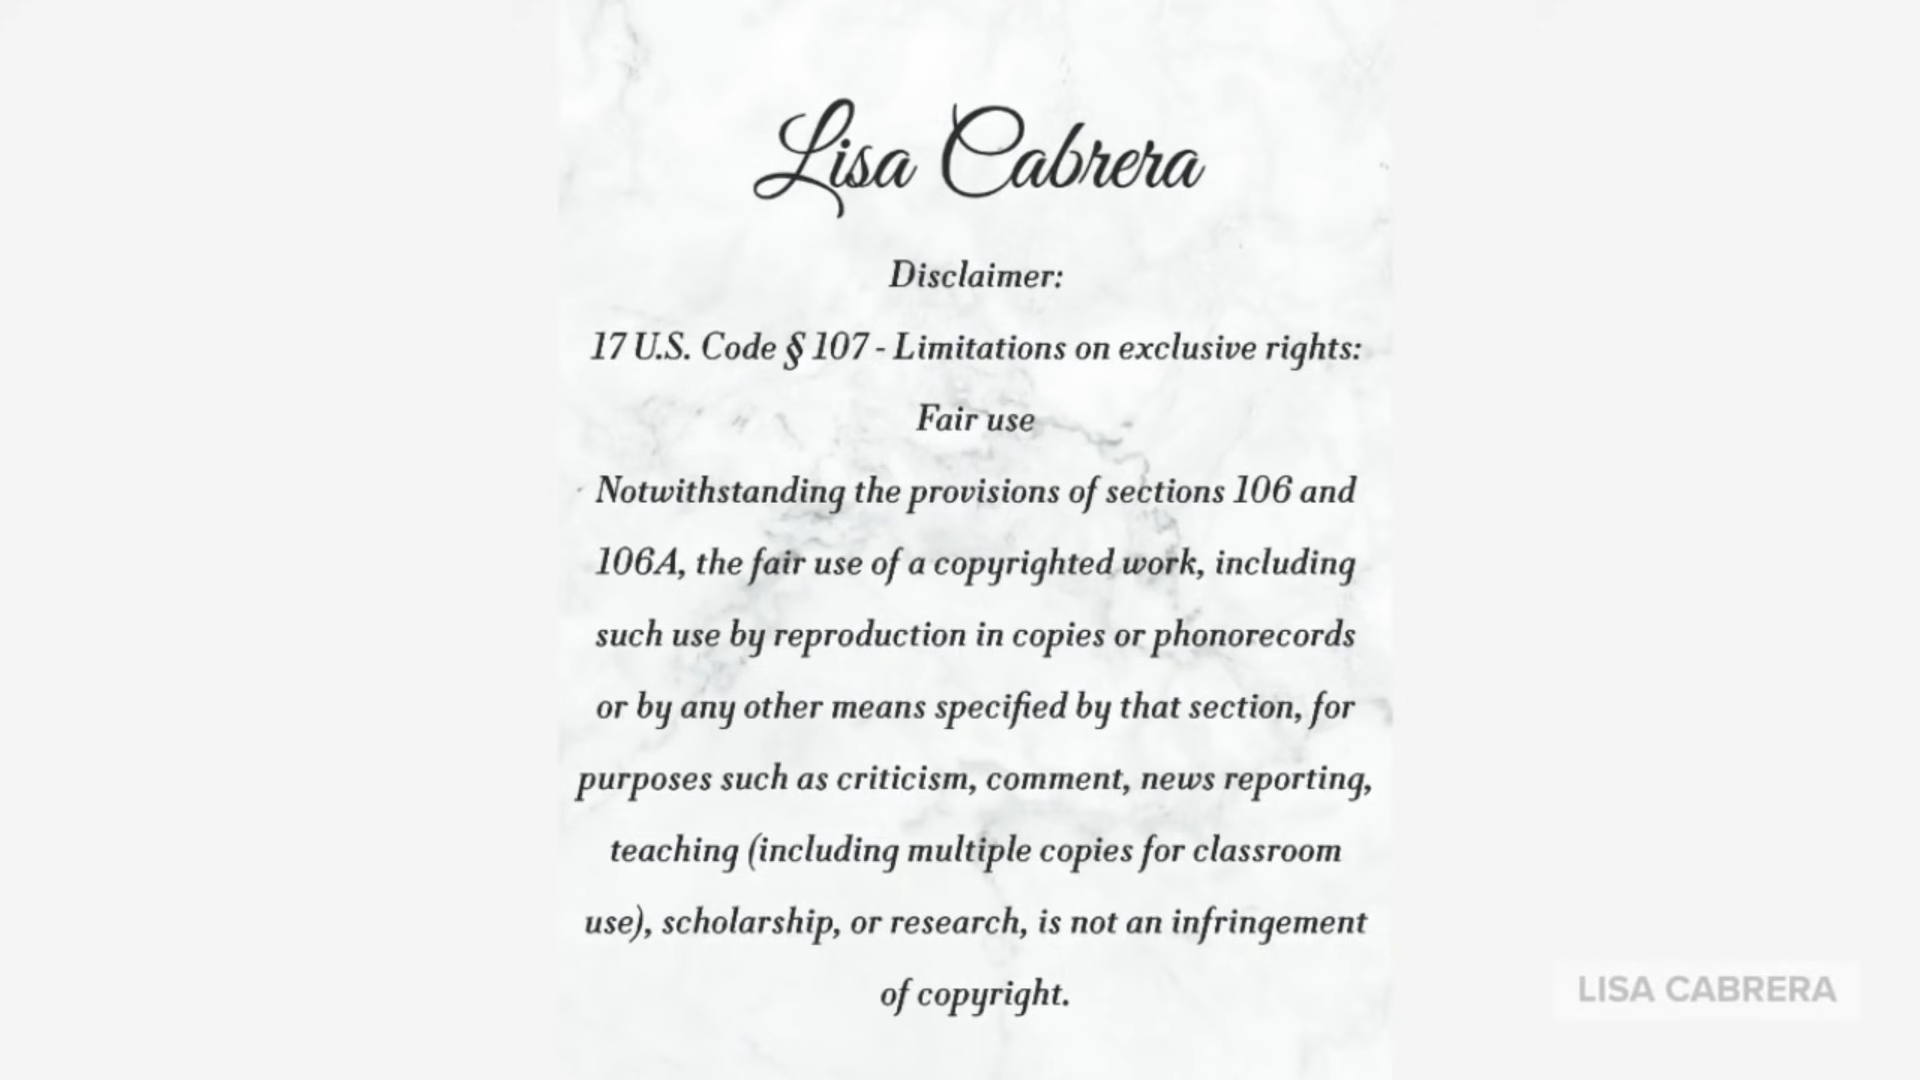 Lisa Cabrera
Disclaimer:
17 U.S. Code § 107 - Limitations on exclusive rights:
Fair use
Notwithstanding the provisions of sections 106 and
106A, the fair use of a copyrighted work, including
such use by reproduction in copies or phonorecords
or by any other means specified by that section, for
purposes such as criticism, comment, news reporting,
teaching (including multiple copies for classroom
use), scholarship, or research, is not an infringement
of copyright.
LISA CABRERA